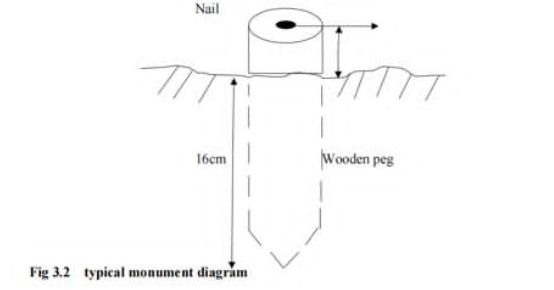 Nail
16cm
Wooden peg
Fig 3.2 typical monument diagram